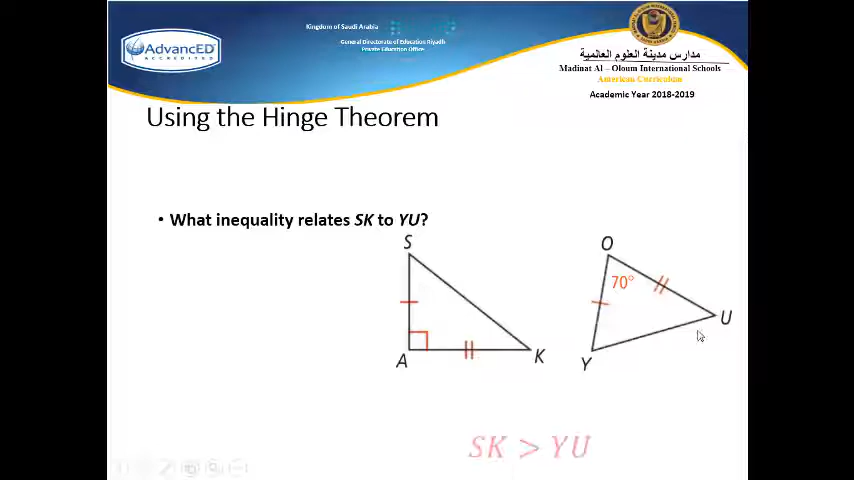 Kingdom of Saudi Arabia
General Directorate of Education Riyadh
Private Education Office
AdvancED
ACCREDITED
مدارس مدينة العلوم العالمية
Madinat Al – Oloum International Schools
American Curriculum
Academic Year 2018-2019
Using the Hinge Theorem
• What inequality relates SK to YU?
S
O
70°
U
A
K
Y
SK > YU